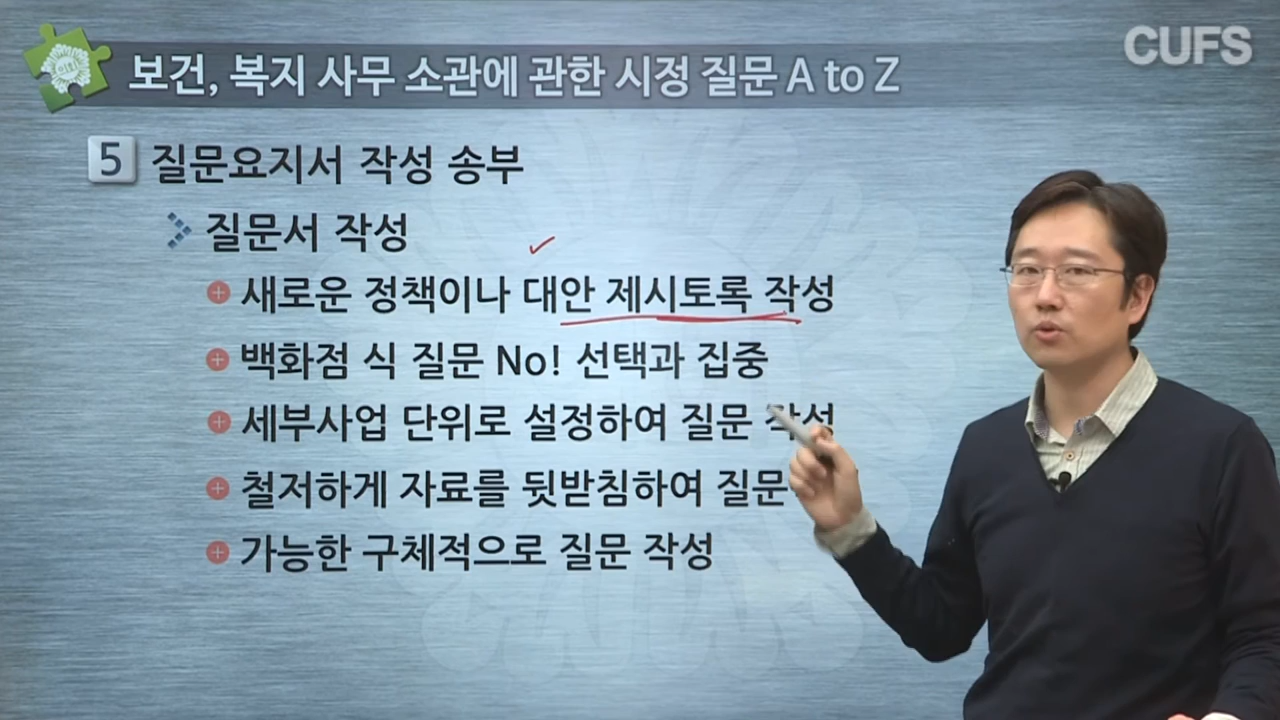 CUFS
보건, 복지 사무 소관에 관한 시정 질문 A to Z
5 질문요지서 작성 송부
질문서 작성
새로운 정책이나 대안 제시토록 작성
백화점 식 질문 No! 선택과 집중
세부사업 단위로 설정하여 질문 작성
철저하게 자료를 뒷받침하여 질문
가능한 구체적으로 질문 작성